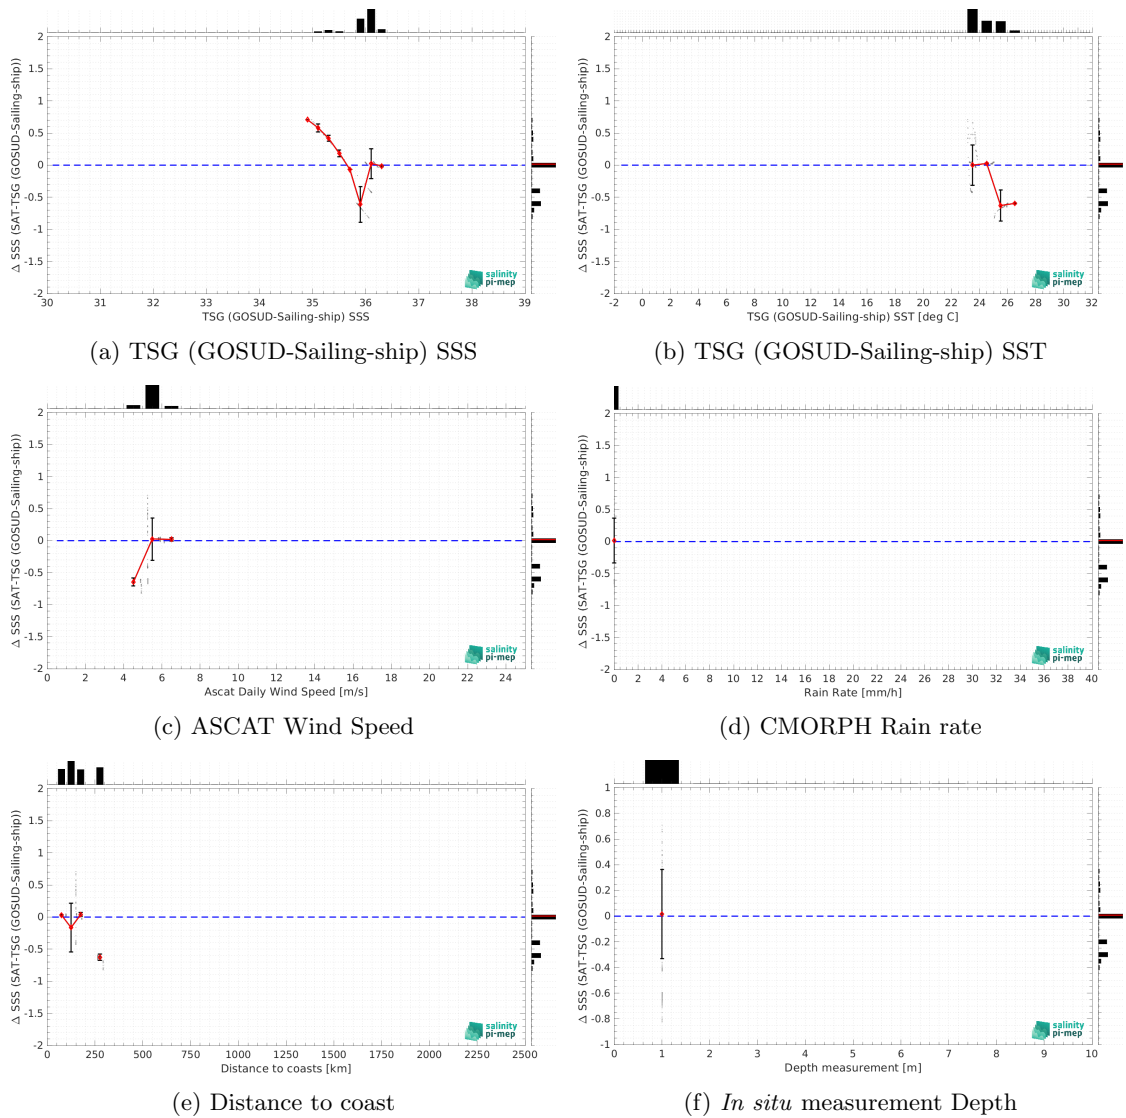 Δ SSS (SAT-TSG (GOSUD-Sailing-ship))
2
1.5
1
0.5
0
-0.5
-1
-1.5
-2
30 31 32 33 34 35 36 37 38 39
TSG (GOSUD-Sailing-ship) SSS
salinity
pi-mep
(a) TSG (GOSUD-Sailing-ship) SSS
Δ SSS (SAT-TSG (GOSUD-Sailing-ship))
2
1.5
1
0.5
0
-0.5
-1
-1.5
-2
-2 0 2 4 6 8 10 12 14 16 18 20 22 24 26 28 30 32
TSG (GOSUD-Sailing-ship) SST [deg C]
salinity
pi-mep
(b) TSG (GOSUD-Sailing-ship) SST
Δ SSS (SAT-TSG (GOSUD-Sailing-ship))
2
1.5
1
0.5
0
-0.5
-1
-1.5
-2
0 2 4 6 8 10 12 14 16 18 20 22 24
Ascat Daily Wind Speed [m/s]
salinity
pi-mep
(c) ASCAT Wind Speed
Δ SSS (SAT-TSG (GOSUD-Sailing-ship))
2
1.5
1
0.5
0
-0.5
-1
-1.5
-2
0 2 4 6 8 10 12 14 16 18 20 22 24 26 28 30 32 34 36 38 40
Rain Rate [mm/h]
salinity
pi-mep
(d) CMORPH Rain rate
Δ SSS (SAT-TSG (GOSUD-Sailing-ship))
2
1.5
1
0.5
0
-0.5
-1
-1.5
-2
0 250 500 750 1000 1250 1500 1750 2000 2250 2500
Distance to coasts [km]
salinity
pi-mep
(e) Distance to coast
Δ SSS (SAT-TSG (GOSUD-Sailing-ship))
1
0.8
0.6
0.4
0.2
0
-0.2
-0.4
-0.6
-0.8
-1
0 1 2 3 4 5 6 7 8 9 10
Depth measurement [m]
salinity
pi-mep
(f) In situ measurement Depth